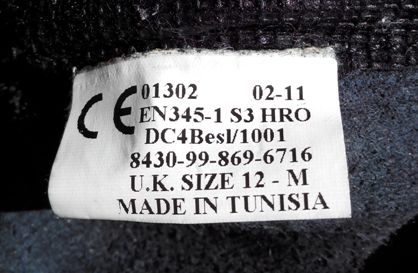 01302 02-11
CE EN345-1 S3 HRO
DC4Besl/1001
8430-99-869-6716
U.K. SIZE 12 - M
MADE IN TUNISIA